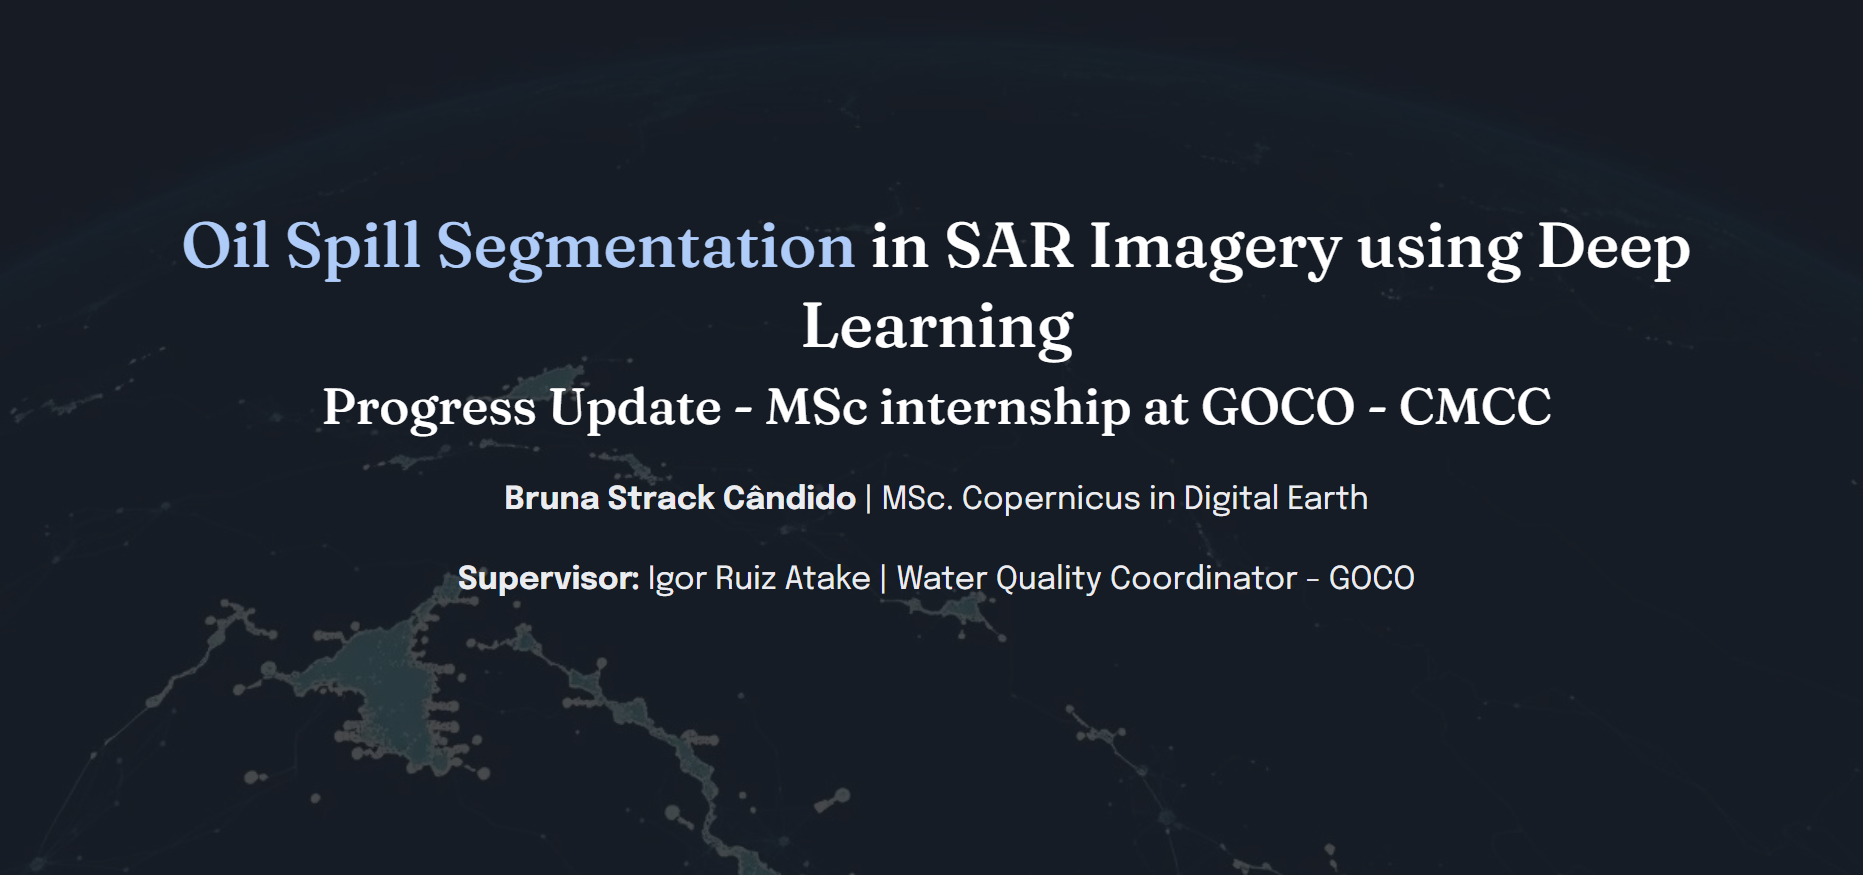 Oil Spill Segmentation in SAR Imagery using Deep
Learning
Progress Update - MSc internship at GOCO - CMCC
Bruna Strack Cândido | MSc. Copernicus in Digital Earth
Supervisor: Igor Ruiz Atake | Water Quality Coordinator – GOCO